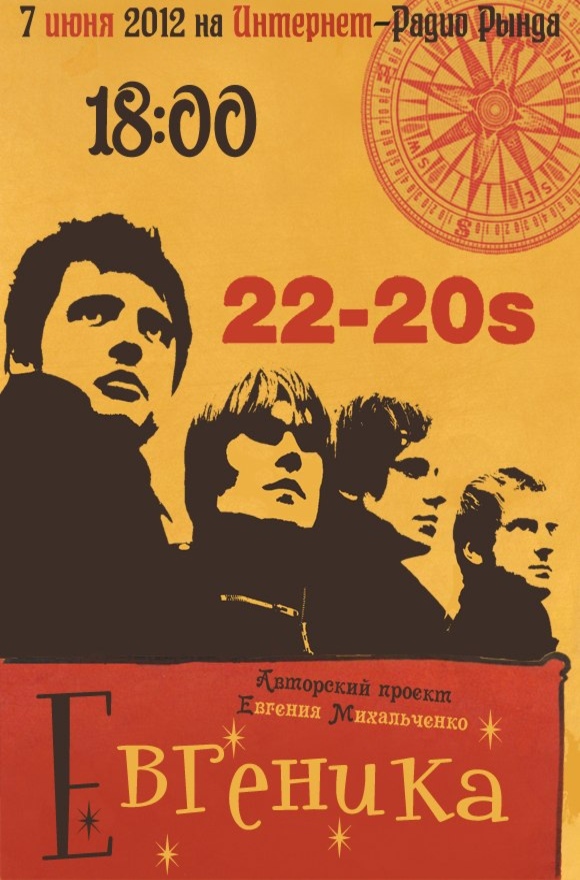 7 июня 2012 на Интернет-Радио Рында
18:00
22-20s
Авторский проект
Евгения Михальченко
Евгеника